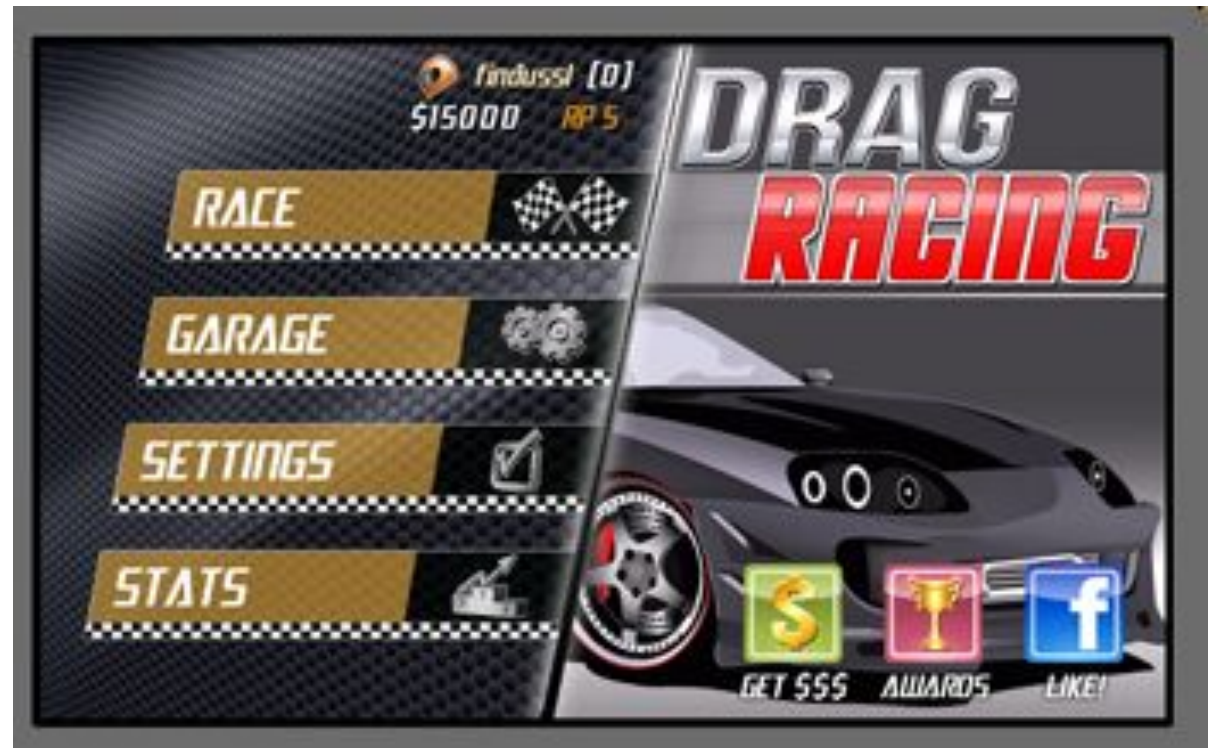 findussl [0]
$15000 RP 5
DRAG
RACING
RACE
GARAGE
SETTINGS
STATS
GET $$$ AWARDS LIKE!